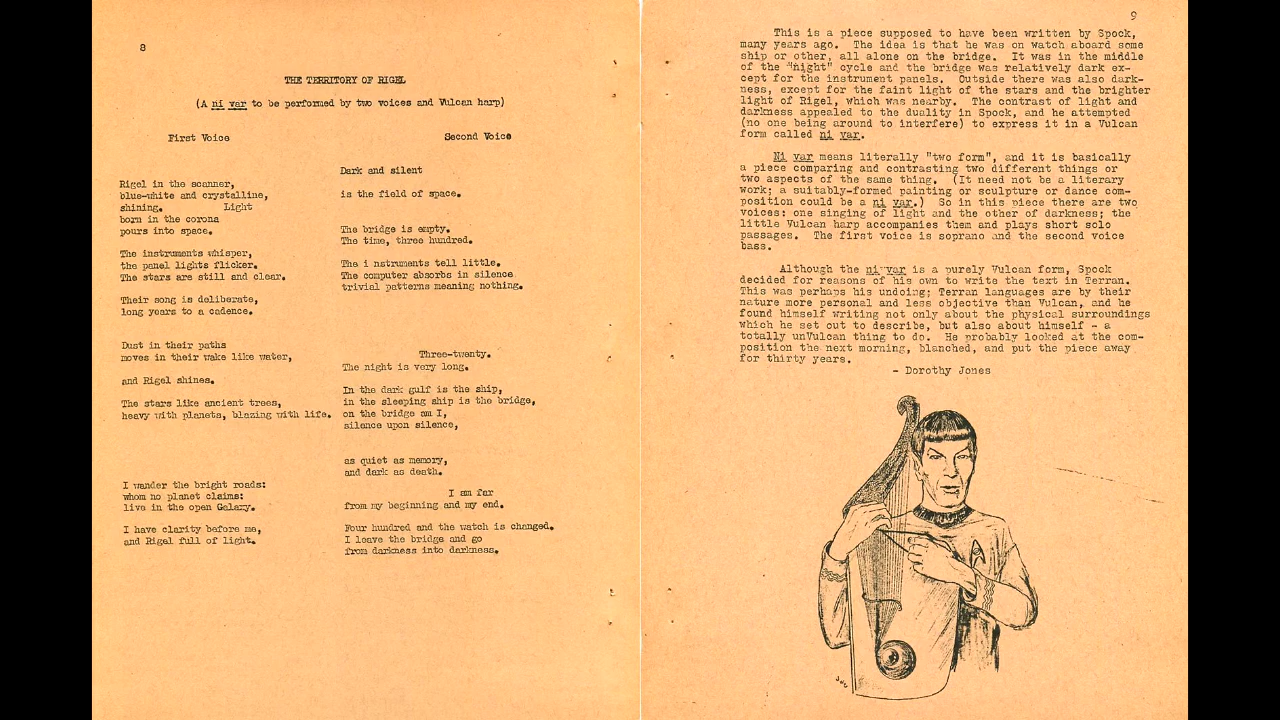 8
THE TERRITORY OF RIGEL
(A ni var to be performed by two voices and Vulcan harp)
First Voice
Second Voice
Dark and silent
Rigel in the scanner,
blue-white and crystalline,
is the field of space.
shining. Light
born in the corona
pours into space.
The bridge is empty.
The time, three hundred.
The instruments whisper,
the panel lights flicker.
The i nstruments tell little.
The stars are still and clear.
The computer absorbs in silence
trivial patterns meaning nothing.
Their song is deliberate,
long years to a cadence.
Dust in their paths
moves in their wake like water,
Three-twenty.
The night is very long.
and Rigel shines.
In the dark gulf is the ship,
The stars like ancient trees,
in the sleeping ship is the bridge,
heavy with planets, blazing with life.
on the bridge am I,
silence upon silence,
as quiet as memory,
and dark as death.
I wander the bright roads:
whom no planet claims:
I am far
live in the open Galaxy.
from my beginning and my end.
I have clarity before me,
Four hundred and the watch is changed.
and Rigel full of light.
I leave the bridge and go
from darkness into darkness.
9
This is a piece supposed to have been written by Spock,
many years ago. The idea is that he was on watch aboard some
ship or other, all alone on the bridge. It was in the middle
of the "night" cycle and the bridge was relatively dark ex-
cept for the instrument panels. Outside there was also dark-
ness, except for the faint light of the stars and the brighter
light of Rigel, which was nearby. The contrast of light and
darkness appealed to the duality in Spock, and he attempted
(no one being around to interfere) to express it in a Vulcan
form called ni var.
Ni var means literally "two form", and it is basically
a piece comparing and contrasting two different things or
two aspects of the same thing. (It need not be a literary
work; a suitably-formed painting or sculpture or dance com-
position could be a ni var.) So in this piece there are two
voices: one singing of light and the other of darkness; the
little Vulcan harp accompanies them and plays short solo
passages. The first voice is soprano and the second voice
bass.
Although the ni var is a purely Vulcan form, Spock
decided for reasons of his own to write the text in Terran.
This was perhaps his undoing; Terran languages are by their
nature more personal and less objective than Vulcan, and he
found himself writing not only about the physical surroundings
which he set out to describe, but also about himself - a
totally unVulcan thing to do. He probably looked at the com-
position the next morning, blanched, and put the piece away
for thirty years.
- Dorothy Jones